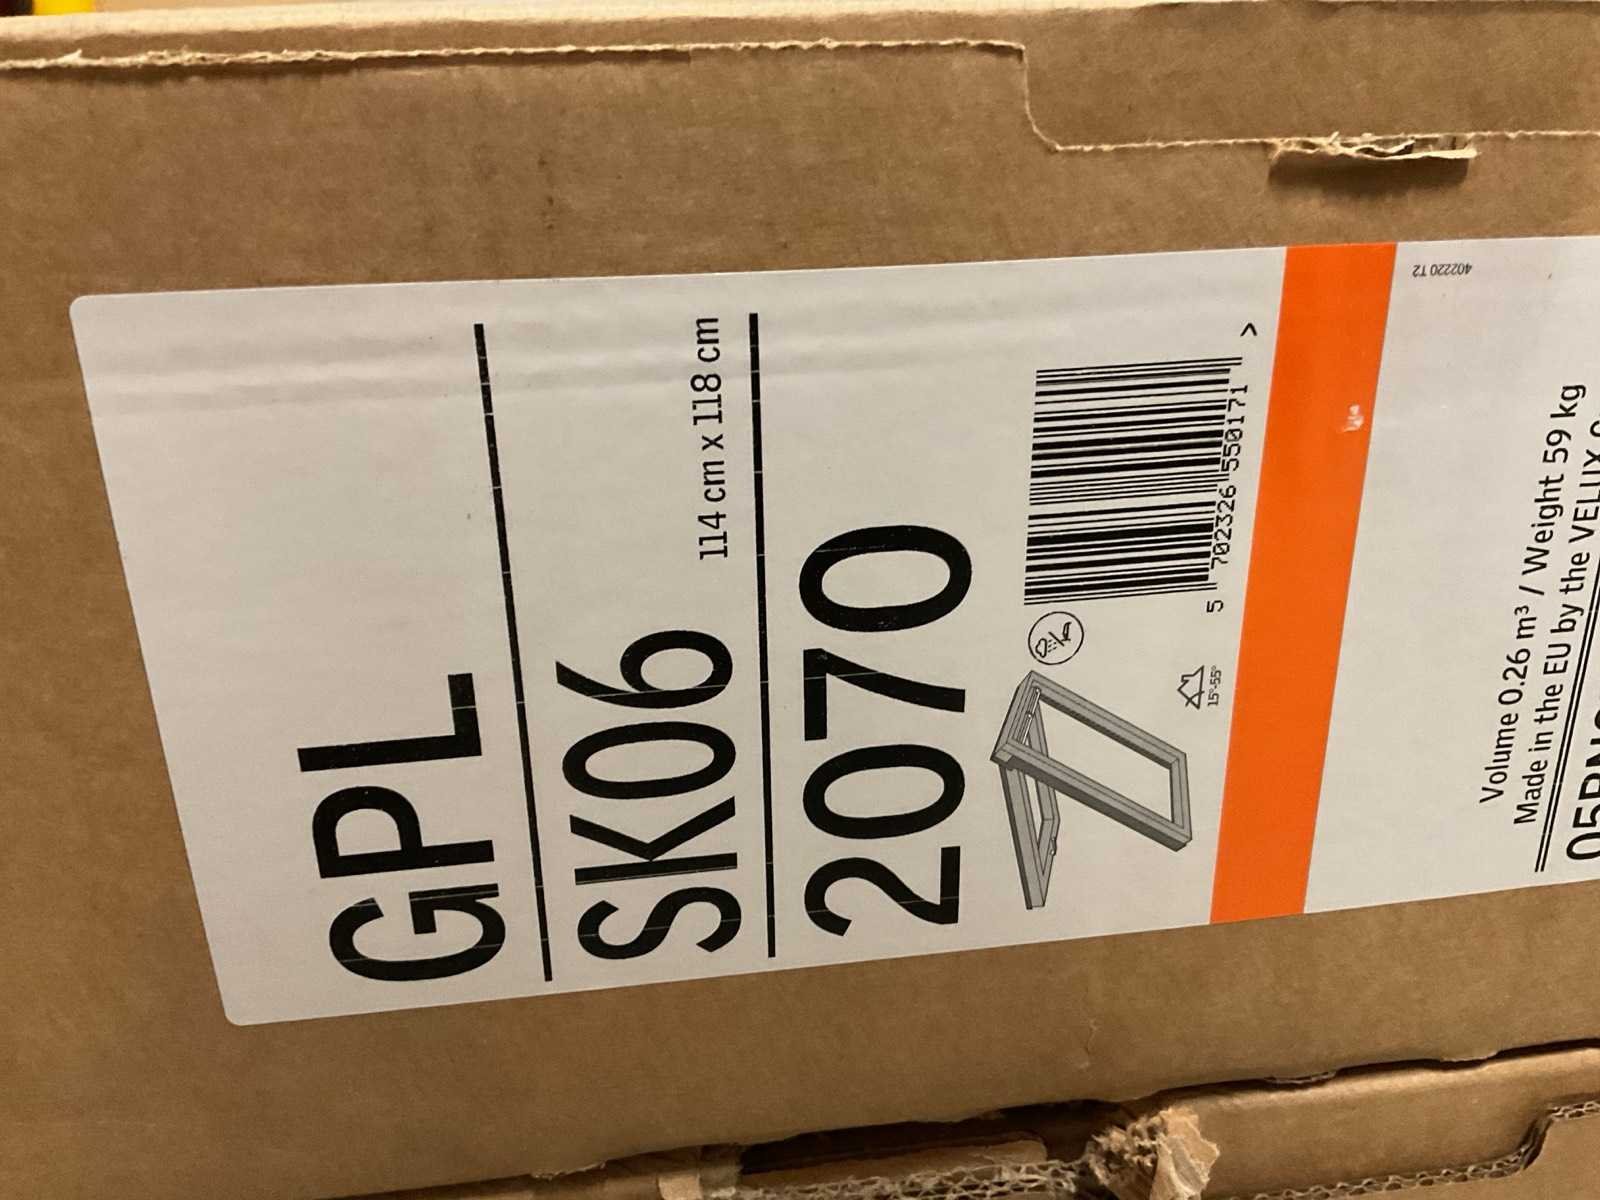 GPL
SK06 114 cm x 118 cm
2070
5 702326 550171 >
15°-55°
402220 T2
Volume 0.26 m³ / Weight 59 kg
Made in the EU by the VELUX